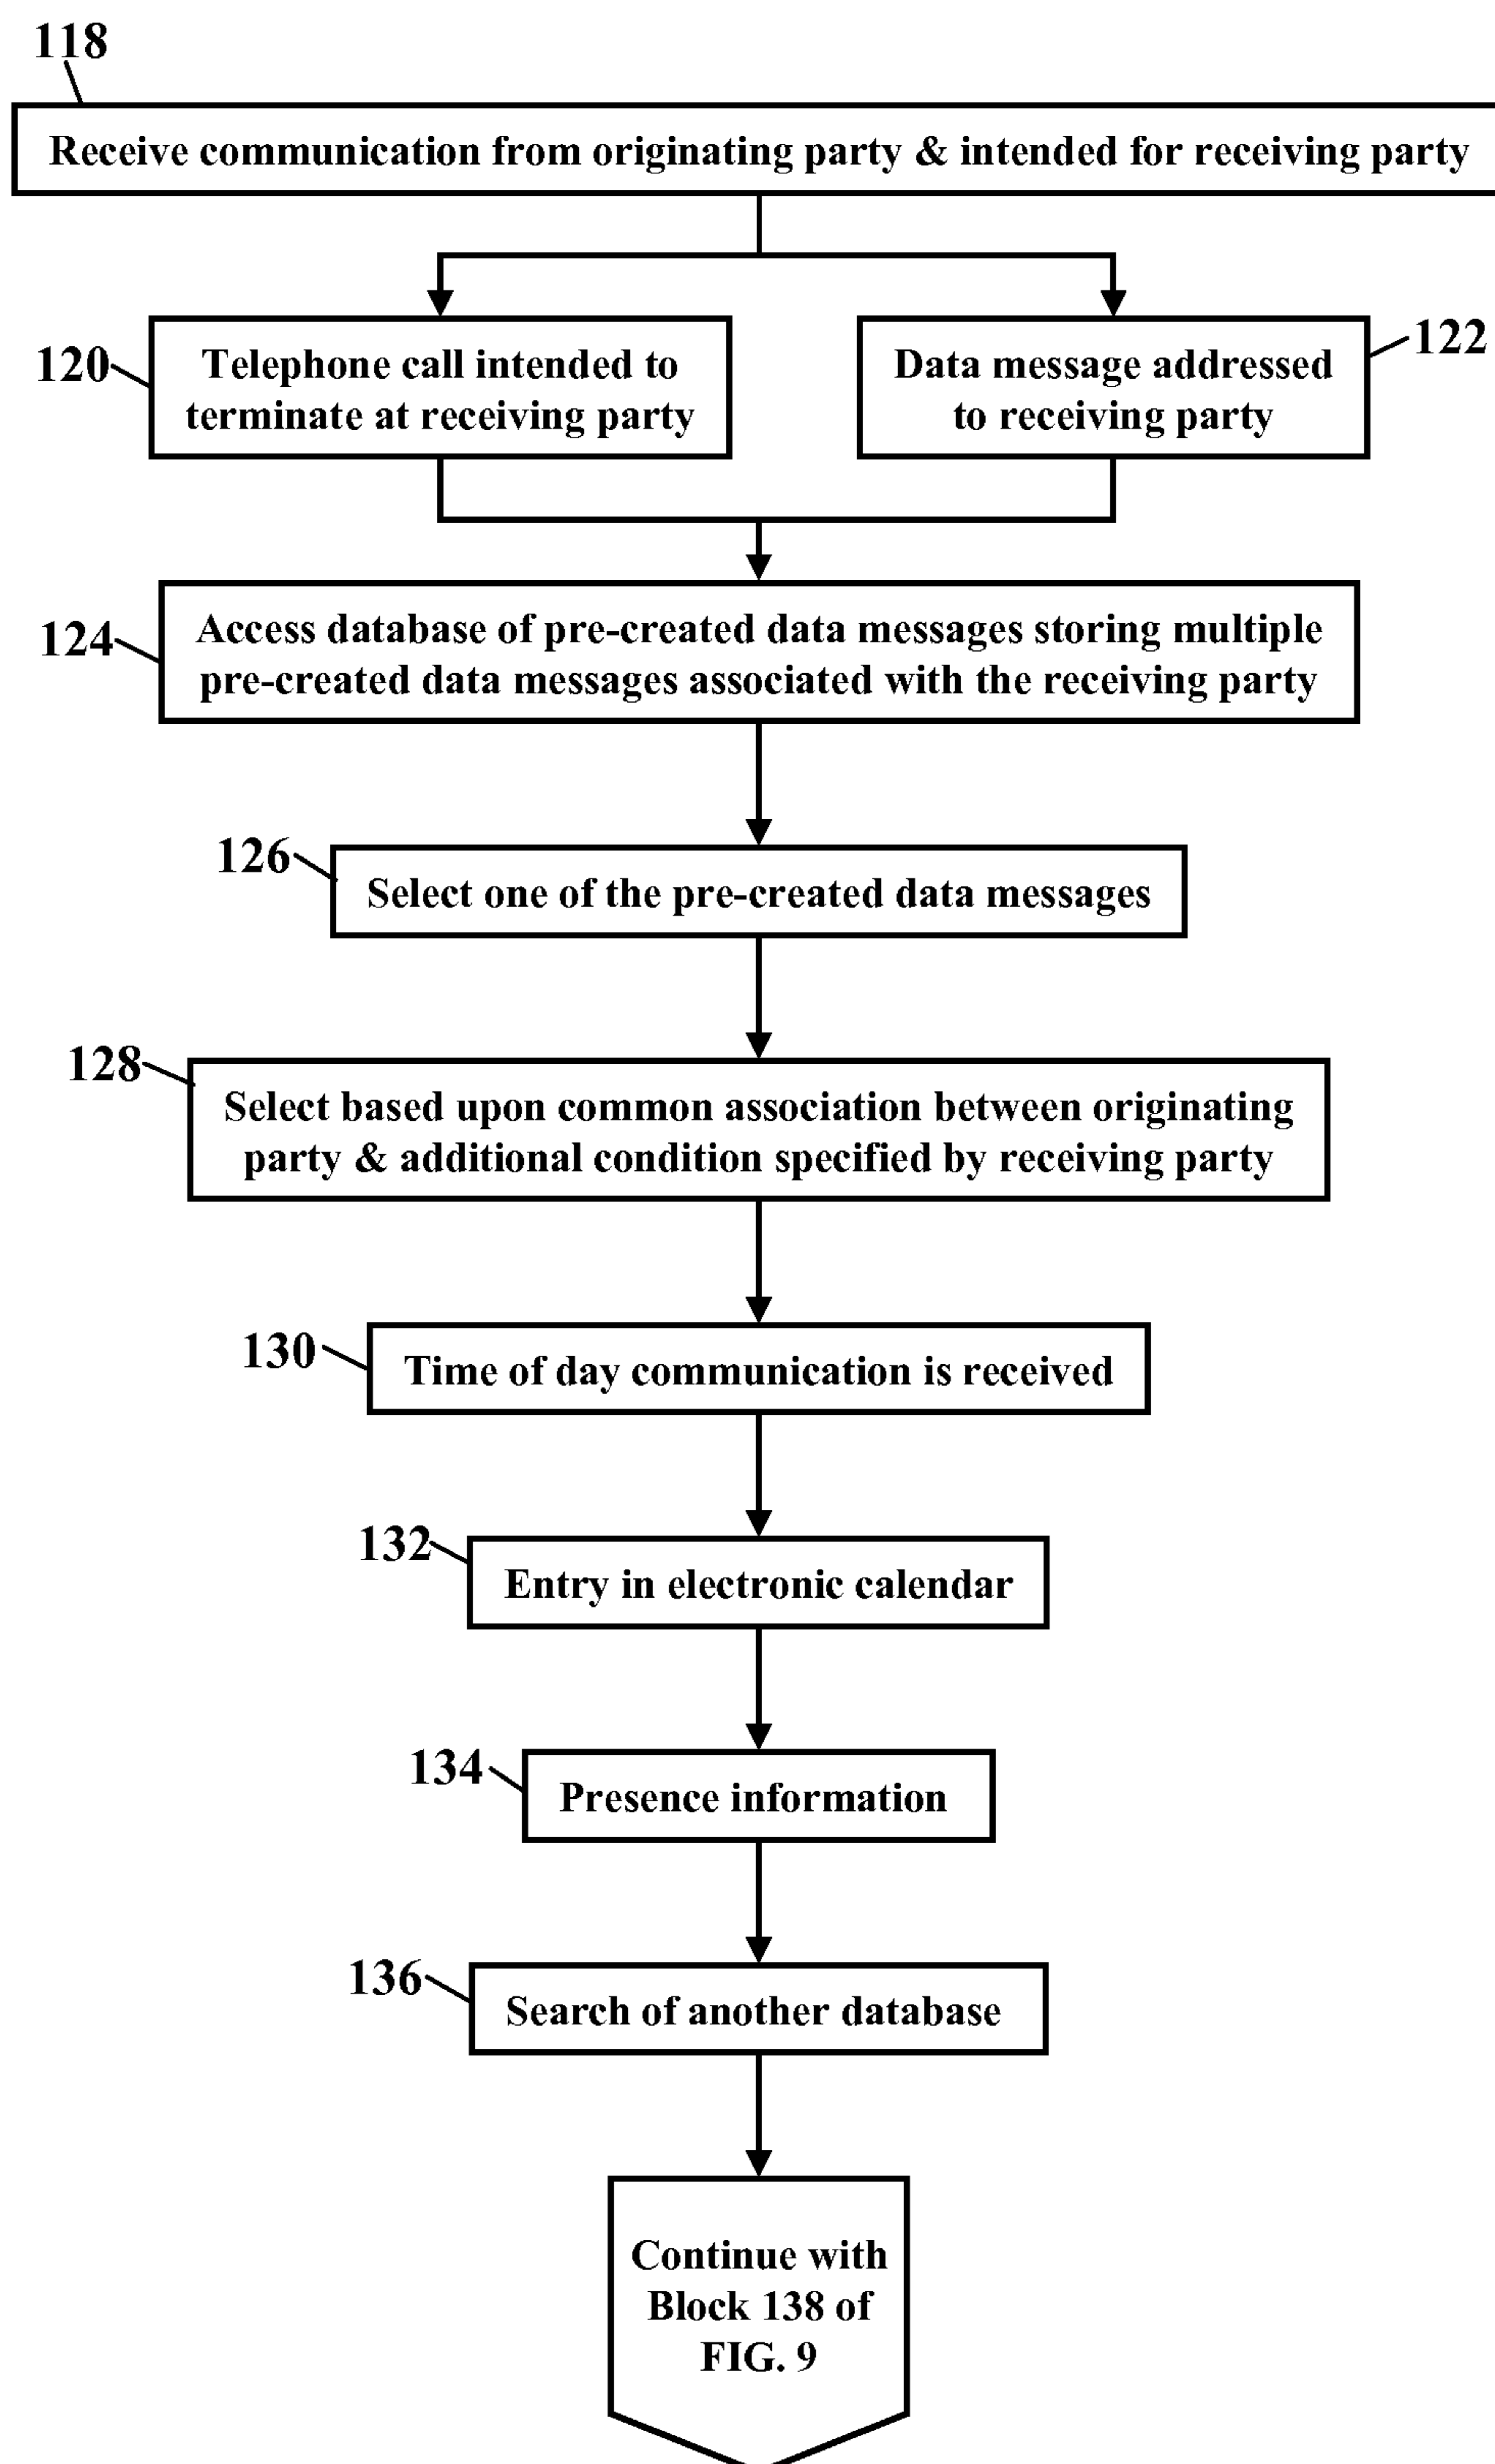 118
Receive communication from originating party & intended for receiving party
120
Telephone call intended to
terminate at receiving party
122
Data message addressed
to receiving party
124
Access database of pre-created data messages storing multiple
pre-created data messages associated with the receiving party
126
Select one of the pre-created data messages
128
Select based upon common association between originating
party & additional condition specified by receiving party
130
Time of day communication is received
132
Entry in electronic calendar
134
Presence information
136
Search of another database
Continue with
Block 138 of
FIG. 9